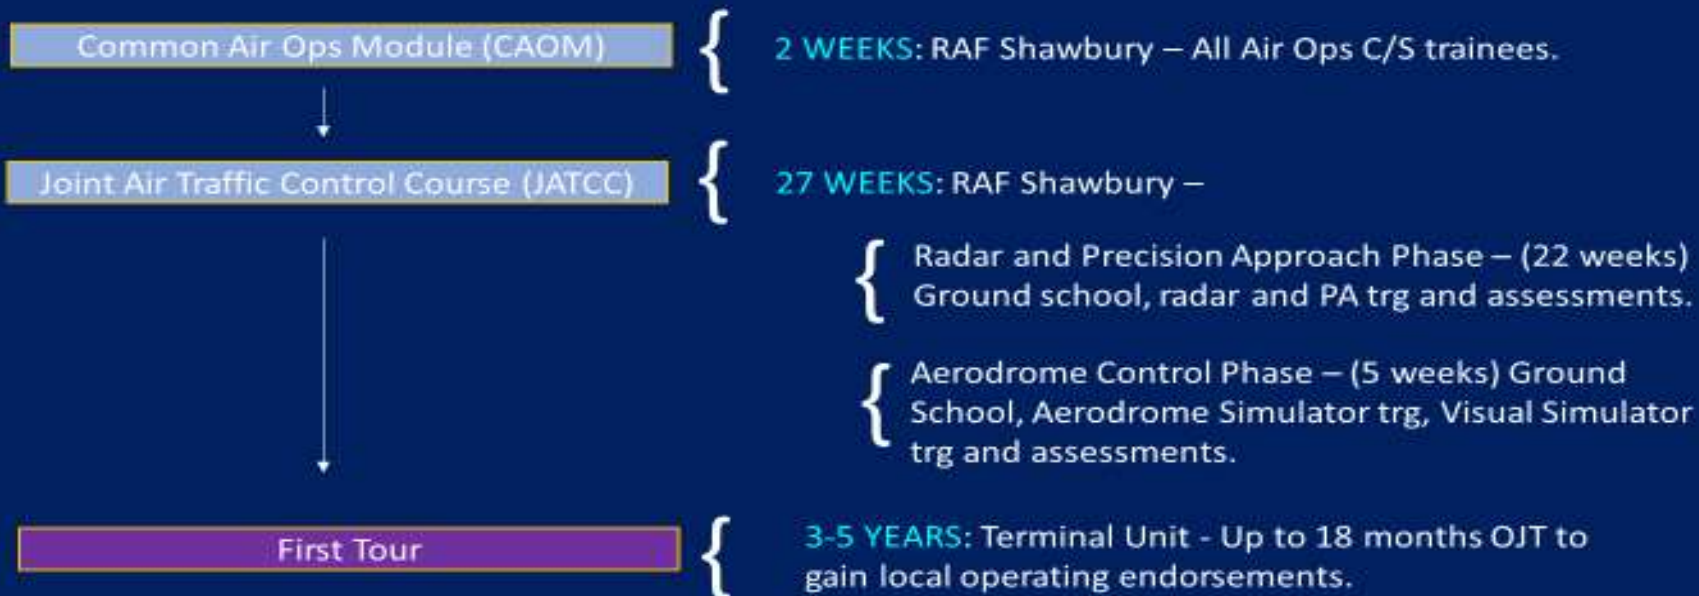 Common Air Ops Module (CAOM)
2 WEEKS: RAF Shawbury – All Air Ops C/S trainees.
Joint Air Traffic Control Course (JATCC)
27 WEEKS: RAF Shawbury –
Radar and Precision Approach Phase – (22 weeks)
Ground school, radar and PA trg and assessments.
Aerodrome Control Phase – (5 weeks) Ground
School, Aerodrome Simulator trg, Visual Simulator
trg and assessments.
First Tour
3-5 YEARS: Terminal Unit - Up to 18 months OJT to
gain local operating endorsements.